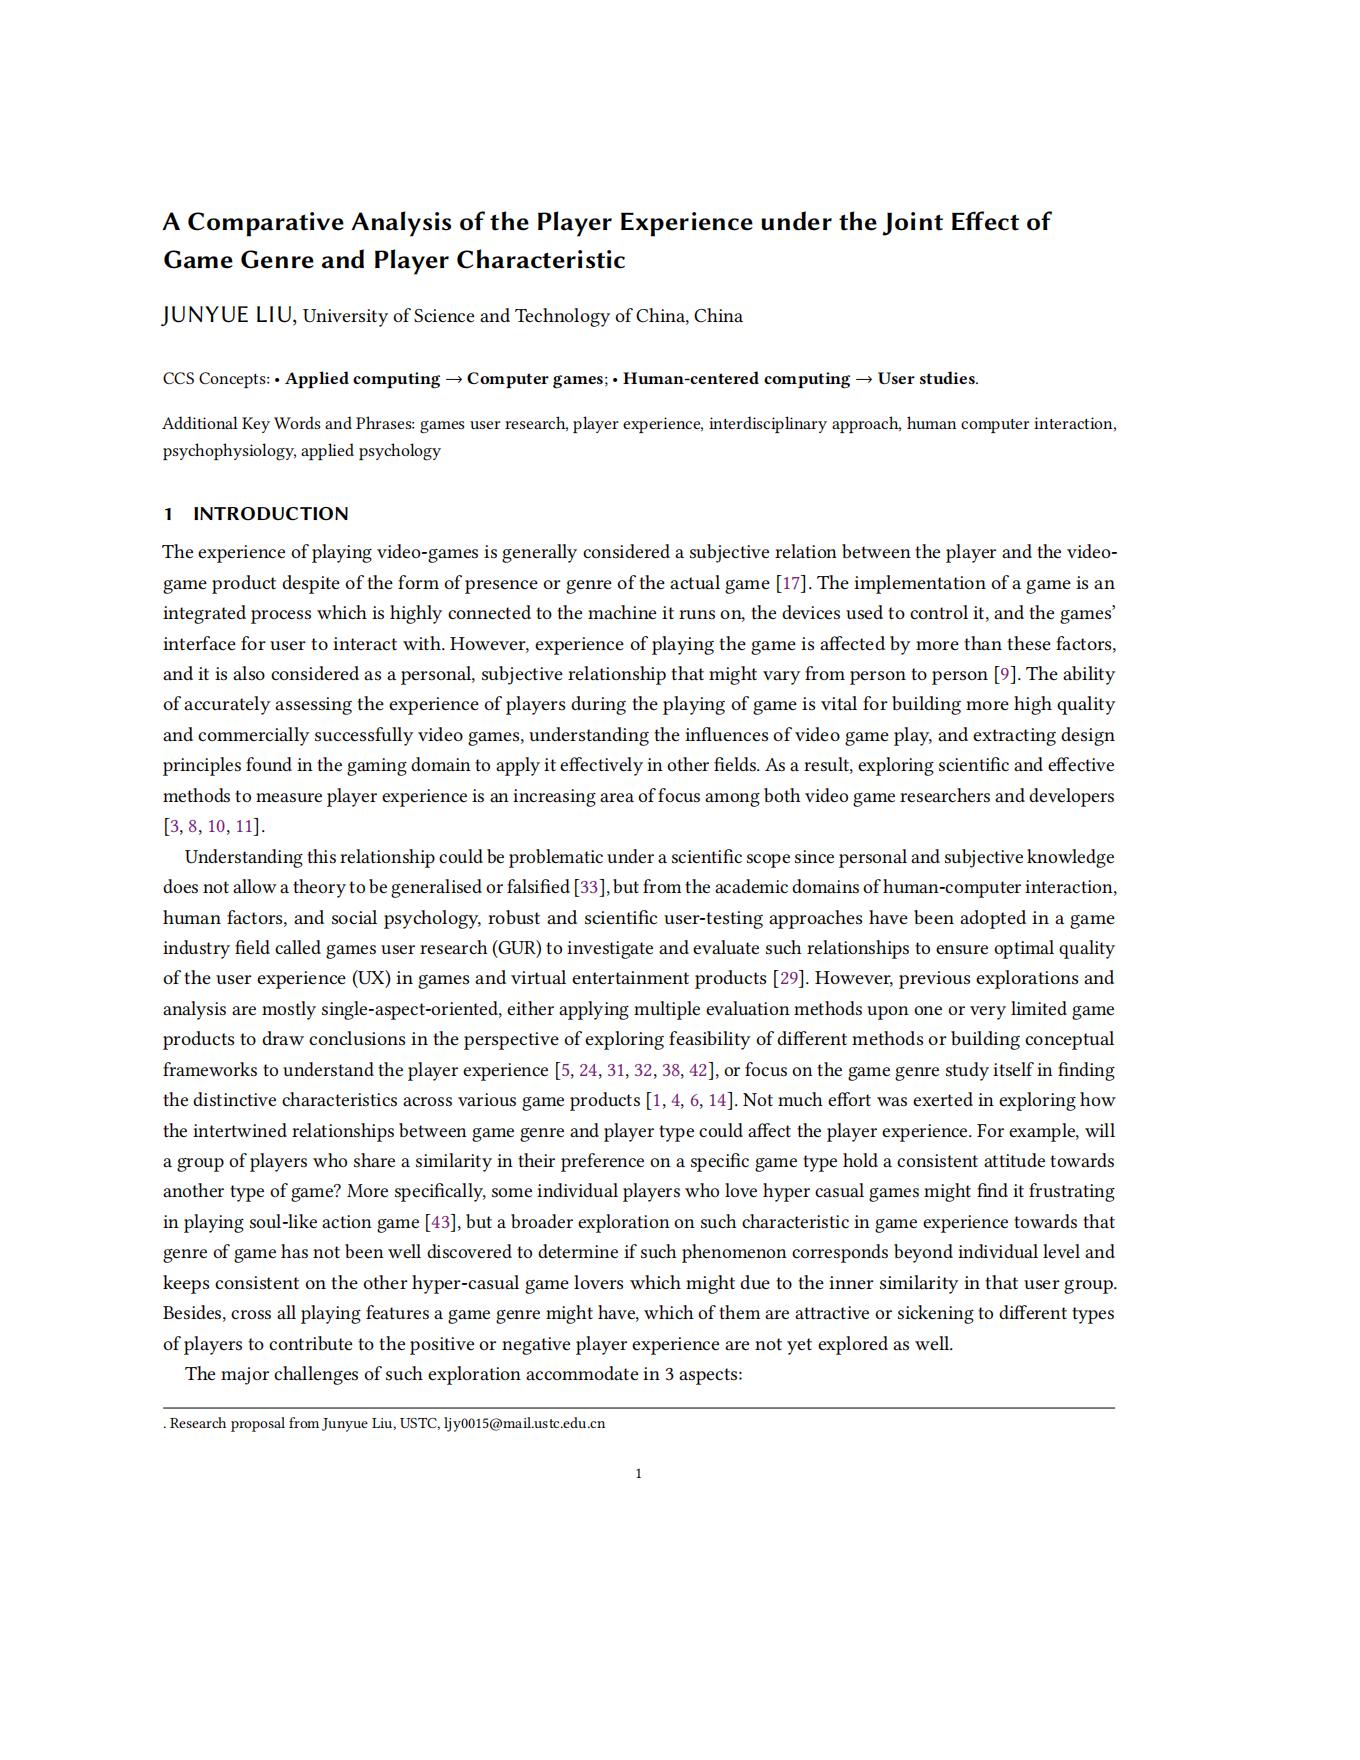 A Comparative Analysis of the Player Experience under the Joint Effect of
Game Genre and Player Characteristic
JUNYUE LIU, University of Science and Technology of China, China
CCS Concepts: • Applied computing → Computer games; • Human-centered computing → User studies.
Additional Key Words and Phrases: games user research, player experience, interdisciplinary approach, human computer interaction,
psychophysiology, applied psychology
1 INTRODUCTION
The experience of playing video-games is generally considered a subjective relation between the player and the video-
game product despite of the form of presence or genre of the actual game [17]. The implementation of a game is an
integrated process which is highly connected to the machine it runs on, the devices used to control it, and the games’
interface for user to interact with. However, experience of playing the game is affected by more than these factors,
and it is also considered as a personal, subjective relationship that might vary from person to person [9]. The ability
of accurately assessing the experience of players during the playing of game is vital for building more high quality
and commercially successfully video games, understanding the influences of video game play, and extracting design
principles found in the gaming domain to apply it effectively in other fields. As a result, exploring scientific and effective
methods to measure player experience is an increasing area of focus among both video game researchers and developers
[3, 8, 10, 11].
Understanding this relationship could be problematic under a scientific scope since personal and subjective knowledge
does not allow a theory to be generalised or falsified [33], but from the academic domains of human-computer interaction,
human factors, and social psychology, robust and scientific user-testing approaches have been adopted in a game
industry field called games user research (GUR) to investigate and evaluate such relationships to ensure optimal quality
of the user experience (UX) in games and virtual entertainment products [29]. However, previous explorations and
analysis are mostly single-aspect-oriented, either applying multiple evaluation methods upon one or very limited game
products to draw conclusions in the perspective of exploring feasibility of different methods or building conceptual
frameworks to understand the player experience [5, 24, 31, 32, 38, 42], or focus on the game genre study itself in finding
the distinctive characteristics across various game products [1, 4, 6, 14]. Not much effort was exerted in exploring how
the intertwined relationships between game genre and player type could affect the player experience. For example, will
a group of players who share a similarity in their preference on a specific game type hold a consistent attitude towards
another type of game? More specifically, some individual players who love hyper casual games might find it frustrating
in playing soul-like action game [43], but a broader exploration on such characteristic in game experience towards that
genre of game has not been well discovered to determine if such phenomenon corresponds beyond individual level and
keeps consistent on the other hyper-casual game lovers which might due to the inner similarity in that user group.
Besides, cross all playing features a game genre might have, which of them are attractive or sickening to different types
of players to contribute to the positive or negative player experience are not yet explored as well.
The major challenges of such exploration accommodate in 3 aspects:
. Research proposal from Junyue Liu, USTC, ljy0015@mail.ustc.edu.cn
1